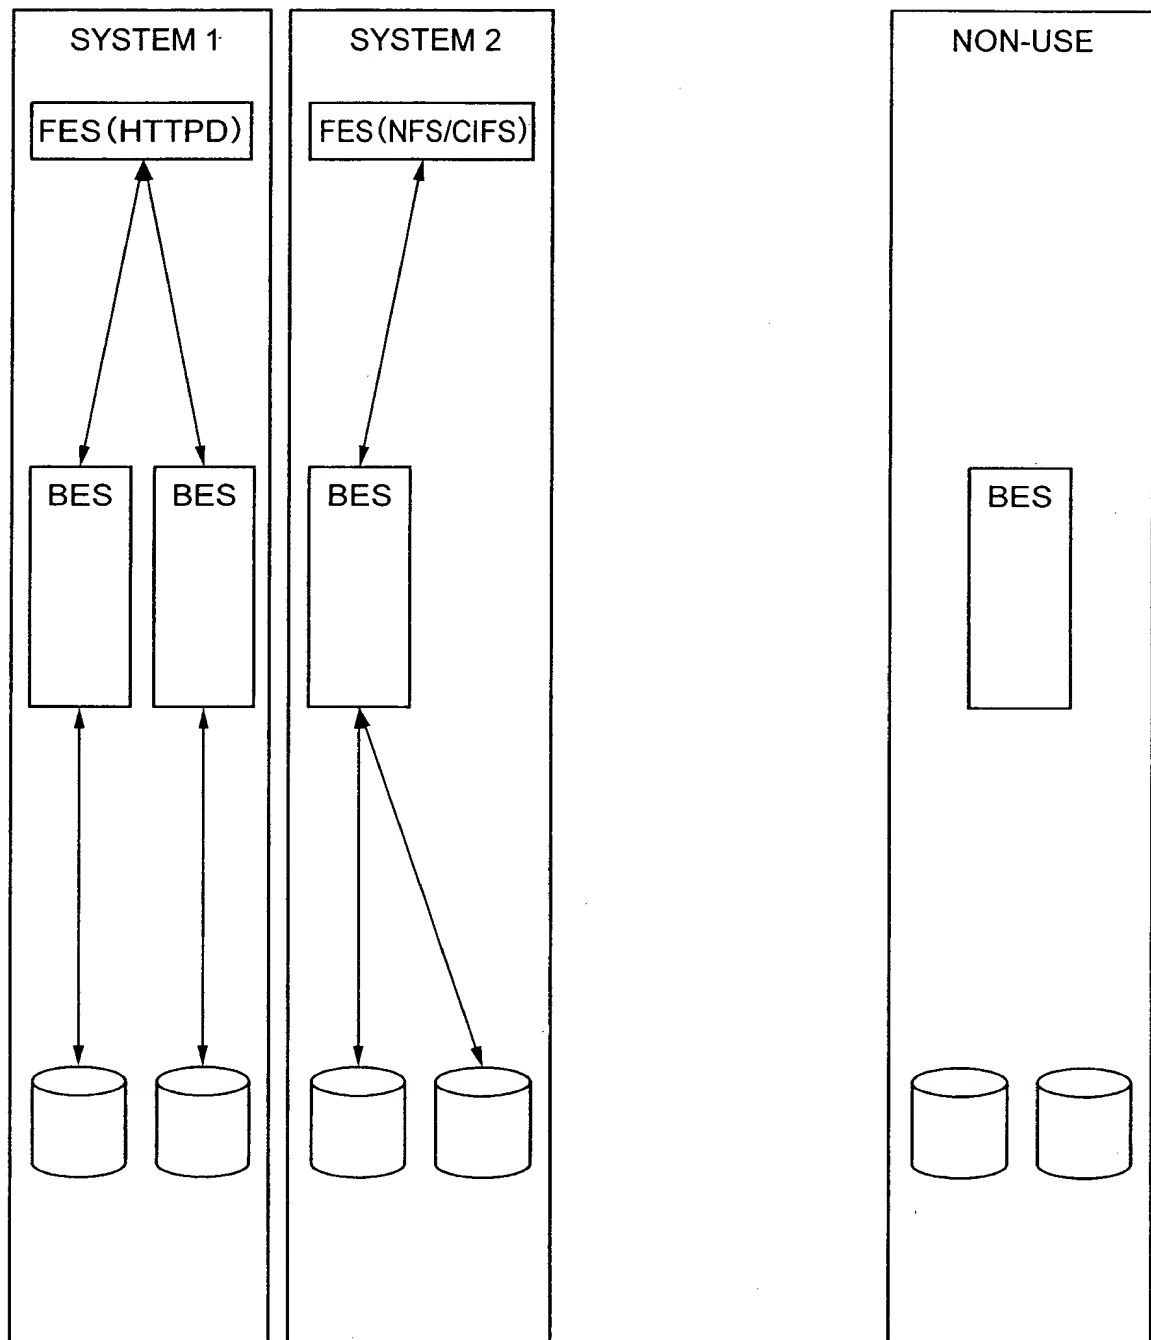 SYSTEM 1
SYSTEM 2
NON-USE
FES(HTTPD)
FES(NFS/CIFS)
BES
BES
BES
BES